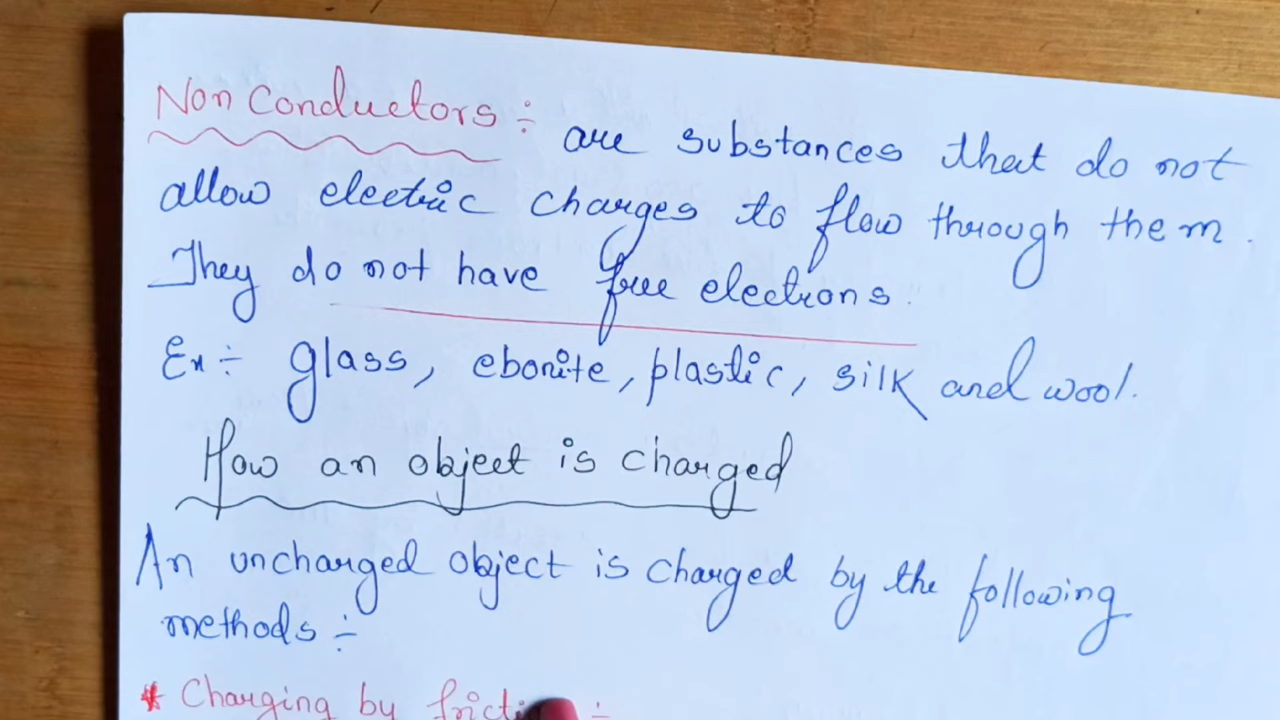 Non Conductors ÷ are substances that do not
allow electric charges to flow through them.
They do not have free electrons.
Ex ÷ glass, ebonite, plastic, silk and wool.
How an object is charged
An uncharged object is charged by the following
methods ÷
* Charging by ÷